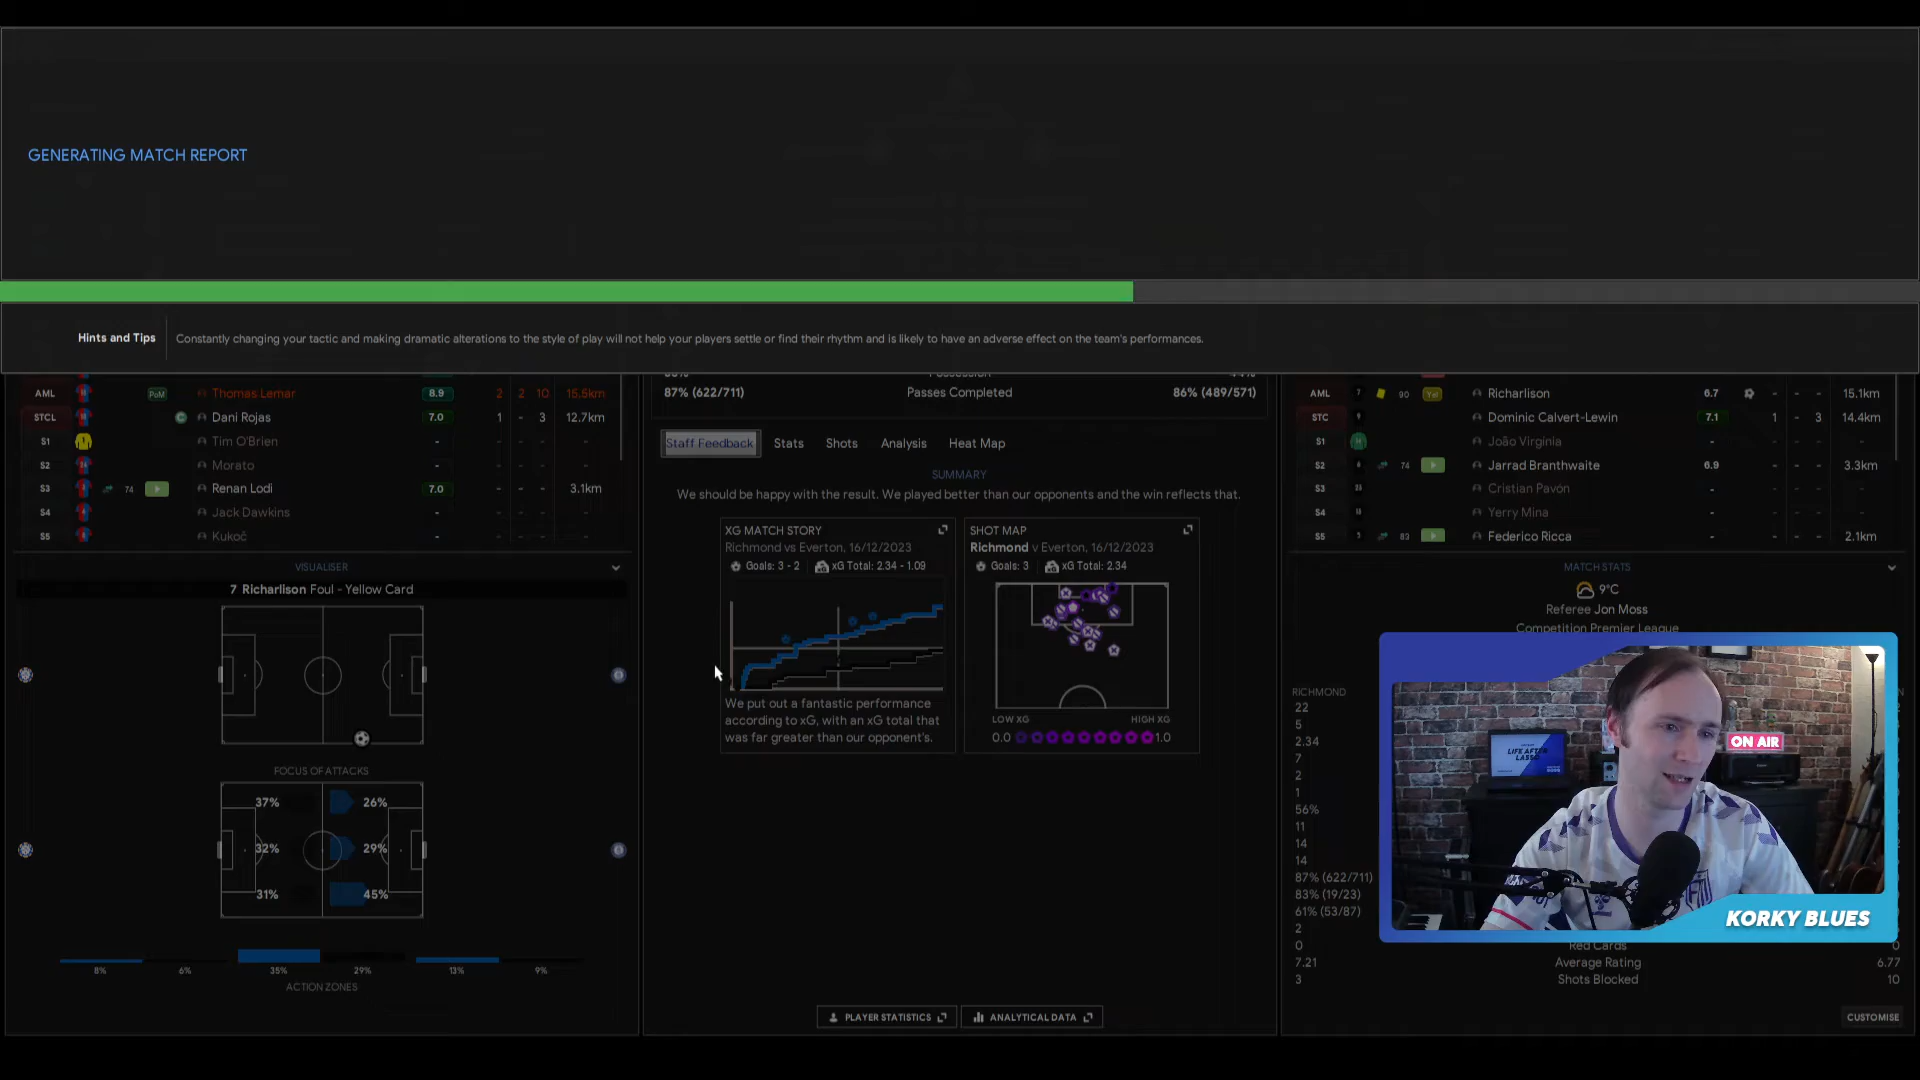 GENERATING MATCH REPORT
Hints and Tips
Constantly changing your tactic and making dramatic alterations to the style of play will not help your players settle or find their rhythm and is likely to have an adverse effect on the team's performances.
AML PoM Thomas Lemar 8.9 2 2 10 15.5km
STCL C Dani Rojas 7.0 1 - 3 12.7km
S1 Tim O'Brien - - - - -
S2 Morato - - - - -
S3 74 Renan Lodi 7.0 - - - 3.1km
S4 Jack Dawkins - - - - -
S5 Kukoč - - - - -
VISUALISER
7 Richarlison Foul - Yellow Card
FOCUS OF ATTACKS
37% 26%
32% 29%
31% 45%
8% 6% 35% 29% 13% 9%
ACTION ZONES
Possession
87% (622/711) Passes Completed 86% (489/571)
Staff Feedback Stats Shots Analysis Heat Map
SUMMARY
We should be happy with the result. We played better than our opponents and the win reflects that.
XG MATCH STORY
Richmond vs Everton, 16/12/2023
Goals: 3 - 2 xG Total: 2.34 - 1.09
We put out a fantastic performance
according to xG, with an xG total that
was far greater than our opponent's.
SHOT MAP
Richmond v Everton, 16/12/2023
Goals: 3 xG Total: 2.34
LOW XG HIGH XG
0.0 1.0
PLAYER STATISTICS ANALYTICAL DATA
AML 7 90 Yel Richarlison 6.7 - - - 15.1km
STC 9 Dominic Calvert-Lewin 7.1 1 - 3 14.4km
S1 João Virgínia - - - - -
S2 74 Jarrad Branthwaite 6.9 - - - 3.3km
S3 Cristian Pavón - - - - -
S4 Yerry Mina - - - - -
S5 83 Federico Ricca - - - - 2.1km
MATCH STATS
9°C
Referee Jon Moss
Competition Premier League
RICHMOND
22
5
2.34
7
2
1
56%
11
14
14
87% (622/711)
83% (19/23)
61% (53/87)
2
0 Red Cards 0
7.21 Average Rating 6.77
3 Shots Blocked 10
CUSTOMISE
LIFE AFTER
LASSO
ON AIR
KORKY BLUES